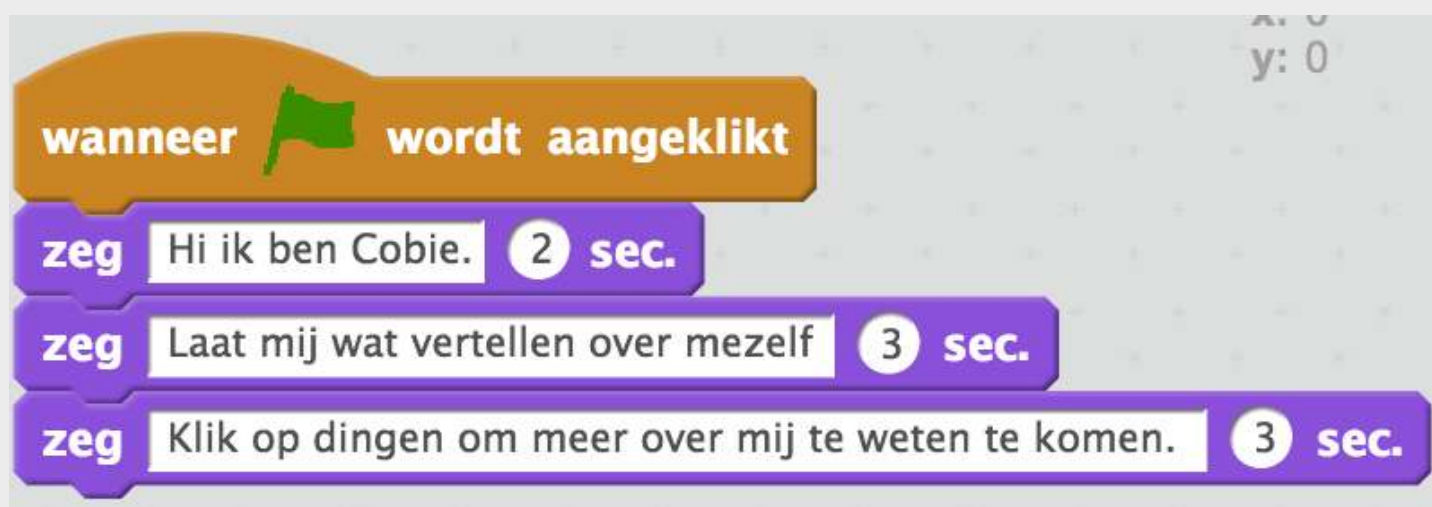 x: 0
y: 0
wanneer wordt aangeklikt
zeg Hi ik ben Cobie. 2 sec.
zeg Laat mij wat vertellen over mezelf 3 sec.
zeg Klik op dingen om meer over mij te weten te komen. 3 sec.